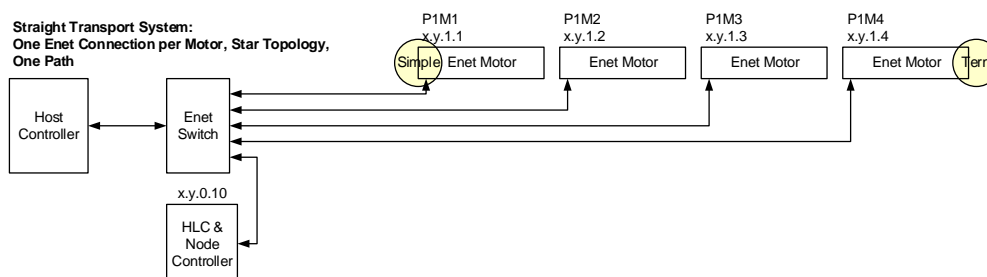 Straight Transport System:
One Enet Connection per Motor, Star Topology,
One Path
P1M1
x.y.1.1
P1M2
x.y.1.2
P1M3
x.y.1.3
P1M4
x.y.1.4
Simple
Enet Motor
Enet Motor
Enet Motor
Enet Motor
Term
Host
Controller
Enet
Switch
x.y.0.10
HLC &
Node
Controller